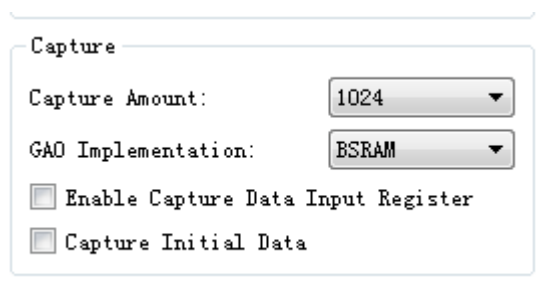 Capture
Capture Amount: 1024
GAO Implementation: BSRAM
Enable Capture Data Input Register
Capture Initial Data